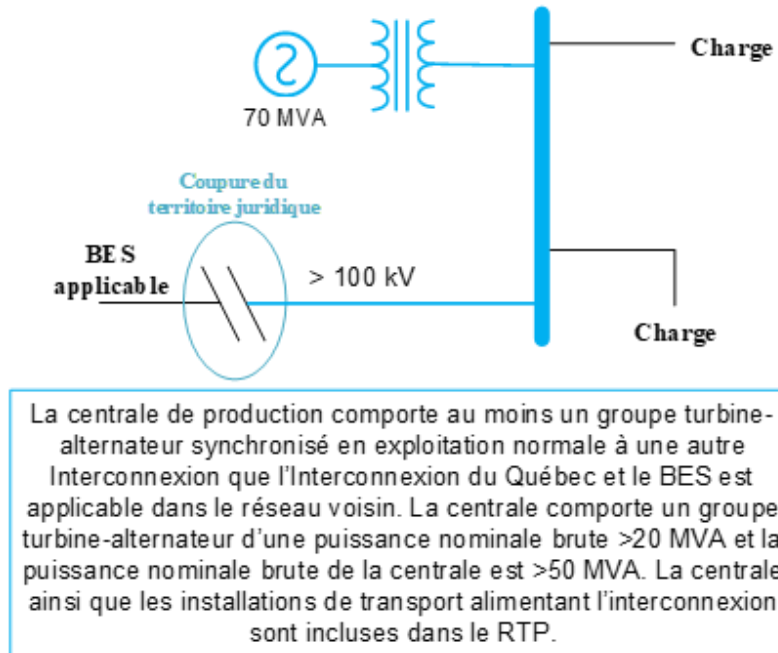 Charge
70 MVA
Coupure du
territoire juridique
BES
applicable
> 100 kV
Charge
La centrale de production comporte au moins un groupe turbine-
alternateur synchronisé en exploitation normale à une autre
Interconnexion que l'Interconnexion du Québec et le BES est
applicable dans le réseau voisin. La centrale comporte un groupe
turbine-alternateur d'une puissance nominale brute >20 MVA et la
puissance nominale brute de la centrale est >50 MVA. La centrale
ainsi que les installations de transport alimentant l'interconnexion
sont incluses dans le RTP.